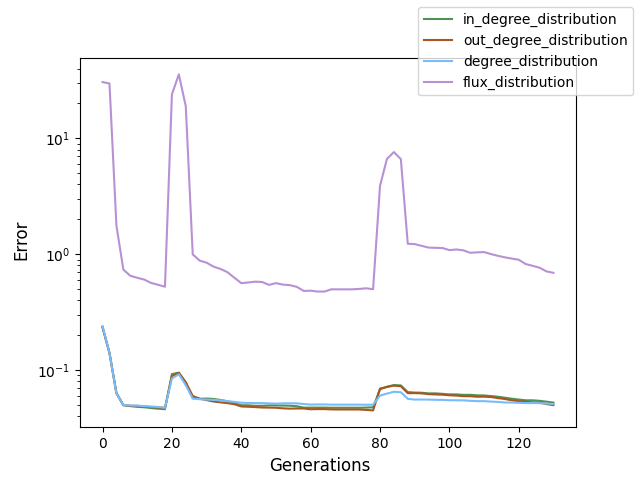 in_degree_distribution
out_degree_distribution
degree_distribution
flux_distribution
10¹
10⁰
10⁻¹
Error
0 20 40 60 80 100 120
Generations